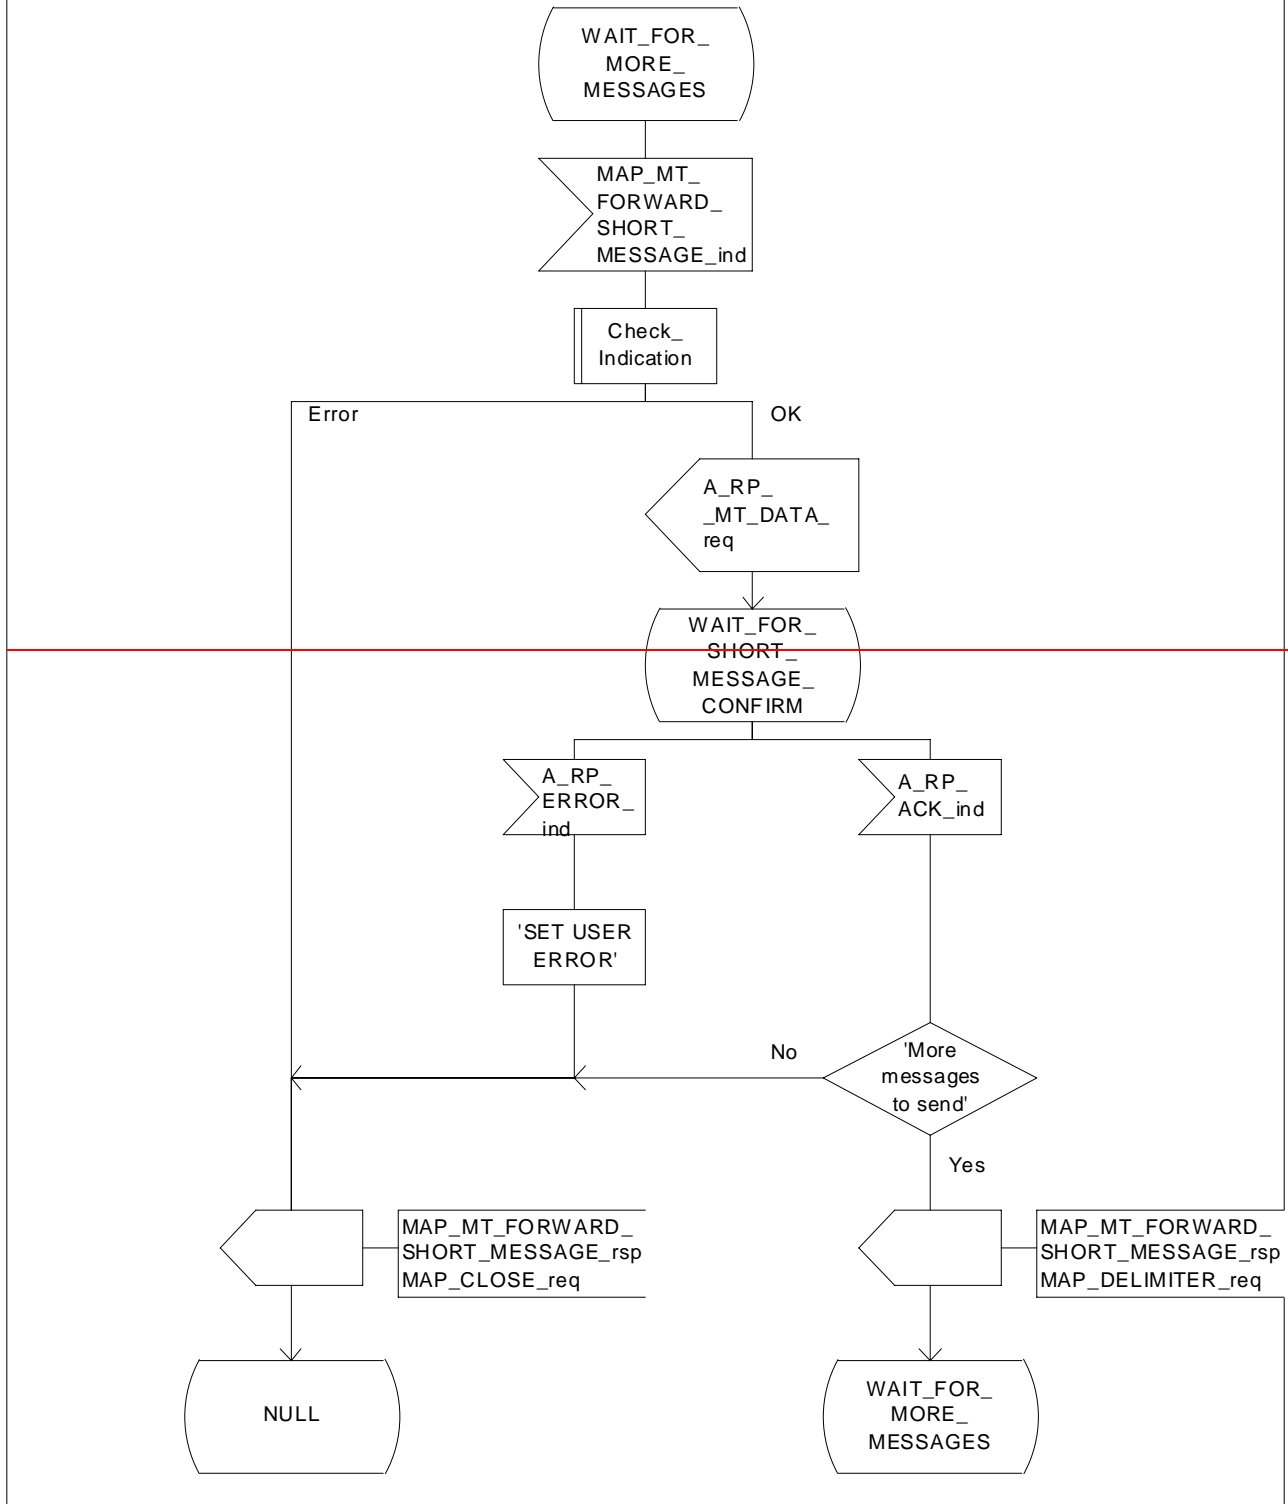 WAIT_FOR_
MORE_
MESSAGES
MAP_MT_
FORWARD_
SHORT_
MESSAGE_ind
Check_
Indication
Error
OK
A_RP_
_MT_DATA_
req
WAIT_FOR_
SHORT_
MESSAGE_
CONFIRM
A_RP_
ERROR_
ind
A_RP_
ACK_ind
'SET USER
ERROR'
No
'More
messages
to send'
Yes
MAP_MT_FORWARD_
SHORT_MESSAGE_rsp
MAP_CLOSE_req
MAP_MT_FORWARD_
SHORT_MESSAGE_rsp
MAP_DELIMITER_req
NULL
WAIT_FOR_
MORE_
MESSAGES